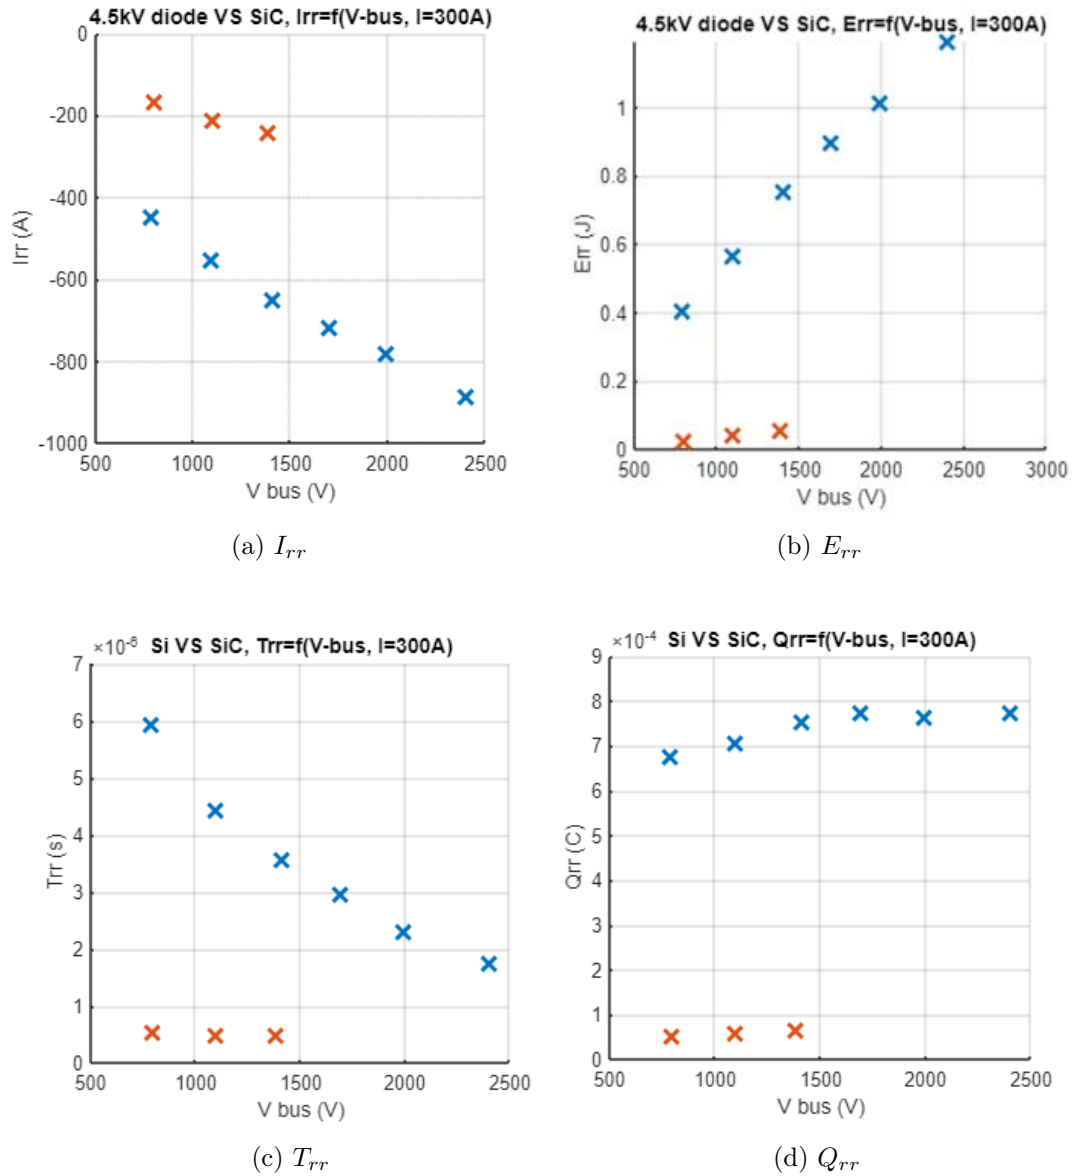 4.5kV diode VS SiC, Irr=f(V-bus, I=300A)
0
-200
-400
-600
-800
-1000
Irr (A)
500 1000 1500 2000 2500
V bus (V)
(a) Irr
4.5kV diode VS SiC, Err=f(V-bus, I=300A)
1
0.8
0.6
0.4
0.2
0
Err (J)
500 1000 1500 2000 2500 3000
V bus (V)
(b) Err
×10-6
Si VS SiC, Trr=f(V-bus, I=300A)
7
6
5
4
3
2
1
0
Trr (s)
500 1000 1500 2000 2500
V bus (V)
(c) Trr
×10-4
Si VS SiC, Qrr=f(V-bus, I=300A)
9
8
7
6
5
4
3
2
1
0
Qrr (C)
500 1000 1500 2000 2500
V bus (V)
(d) Qrr